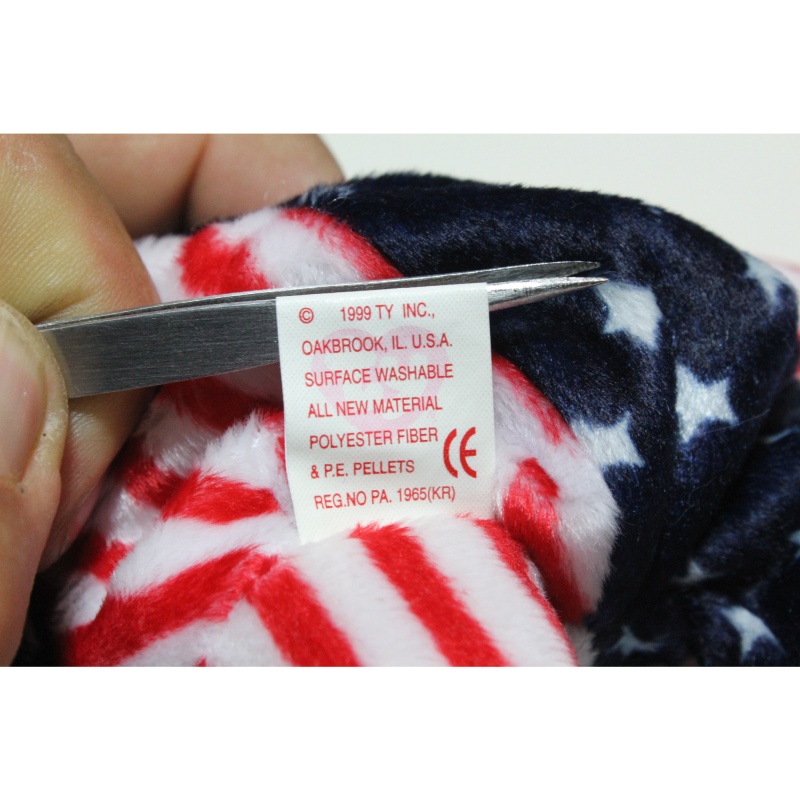 © 1999 TY INC.,
OAKBROOK, IL. U.S.A.
SURFACE WASHABLE
ALL NEW MATERIAL
POLYESTER FIBER
& P.E. PELLETS CE
REG.NO PA. 1965(KR)